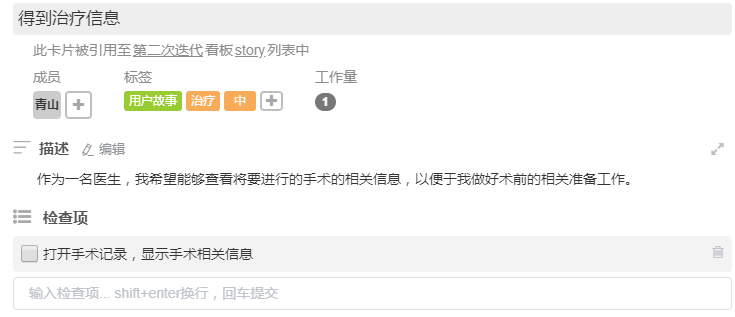 得到治疗信息
此卡片被引用至第二次迭代看板story列表中
成员 标签 工作量
青山 + 用户故事 治疗 中 + 1
描述 编辑
作为一名医生，我希望能够查看将要进行的手术的相关信息，以便于我做好术前的相关准备工作。
检查项
打开手术记录，显示手术相关信息
输入检查项... shift+enter换行，回车提交